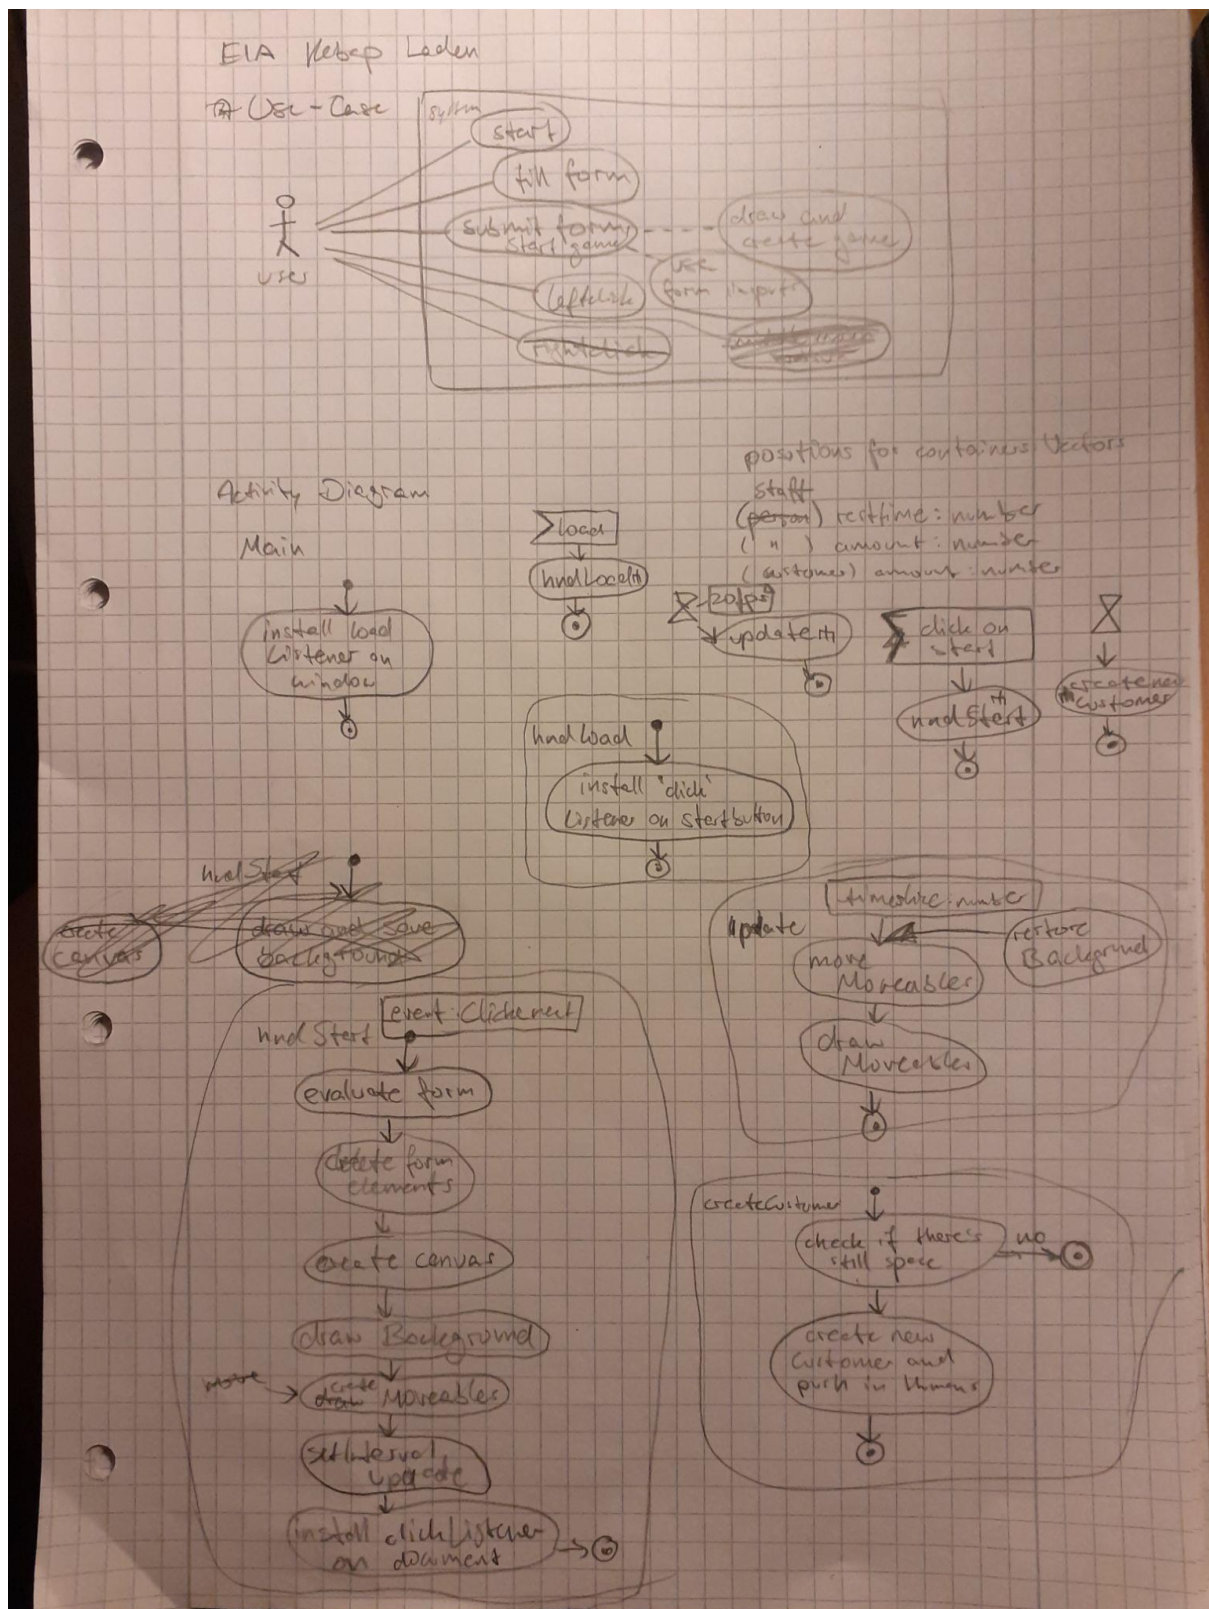 EIA Kebap Laden
Use-Case
system
start
fill form
submit form
start game
draw and
create game
use
form inputs
leftclick
rightclick
user
positions for containers: Vectors
Activity Diagram
staff
(person) resttime: number
( " ) amount: number
(customer) amount: number
Main
load
hndLoad
install load
Listener on
window
20fps
update
click on
start
hndStart
create new
customer
hndLoad
install 'click'
Listener on startbutton
hndStart
create
canvas
draw and save
background
update
timeslice: number
restore
Background
move
Moveables
draw
Moveables
event: Clickevent
hndStart
evaluate form
delete form
elements
create canvas
draw Background
move
create
draw Moveables
setInterval
update
install clickListener
on document
createCustomer
check if there's
still space
no
create new
Customer and
push in Humans